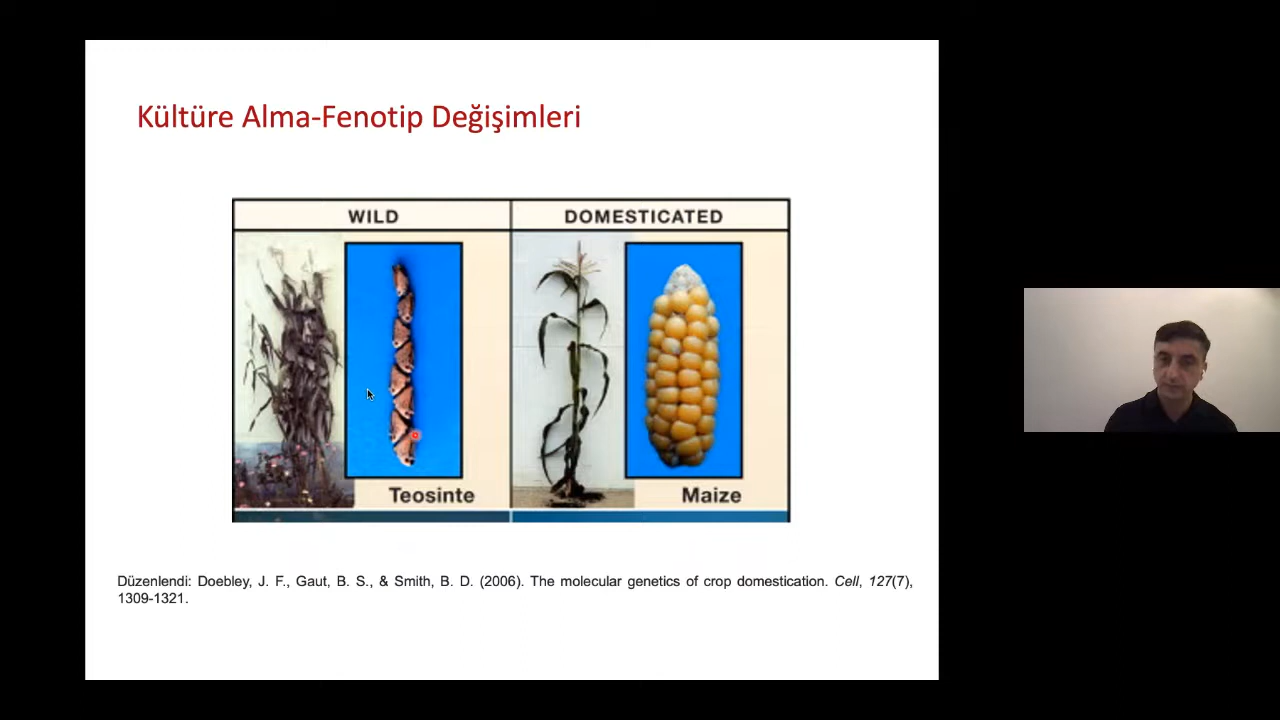 Kültüre Alma-Fenotip Değişimleri
WILD
DOMESTICATED
Teosinte
Maize
Düzenlendi: Doebley, J. F., Gaut, B. S., & Smith, B. D. (2006). The molecular genetics of crop domestication. Cell, 127(7),
1309-1321.